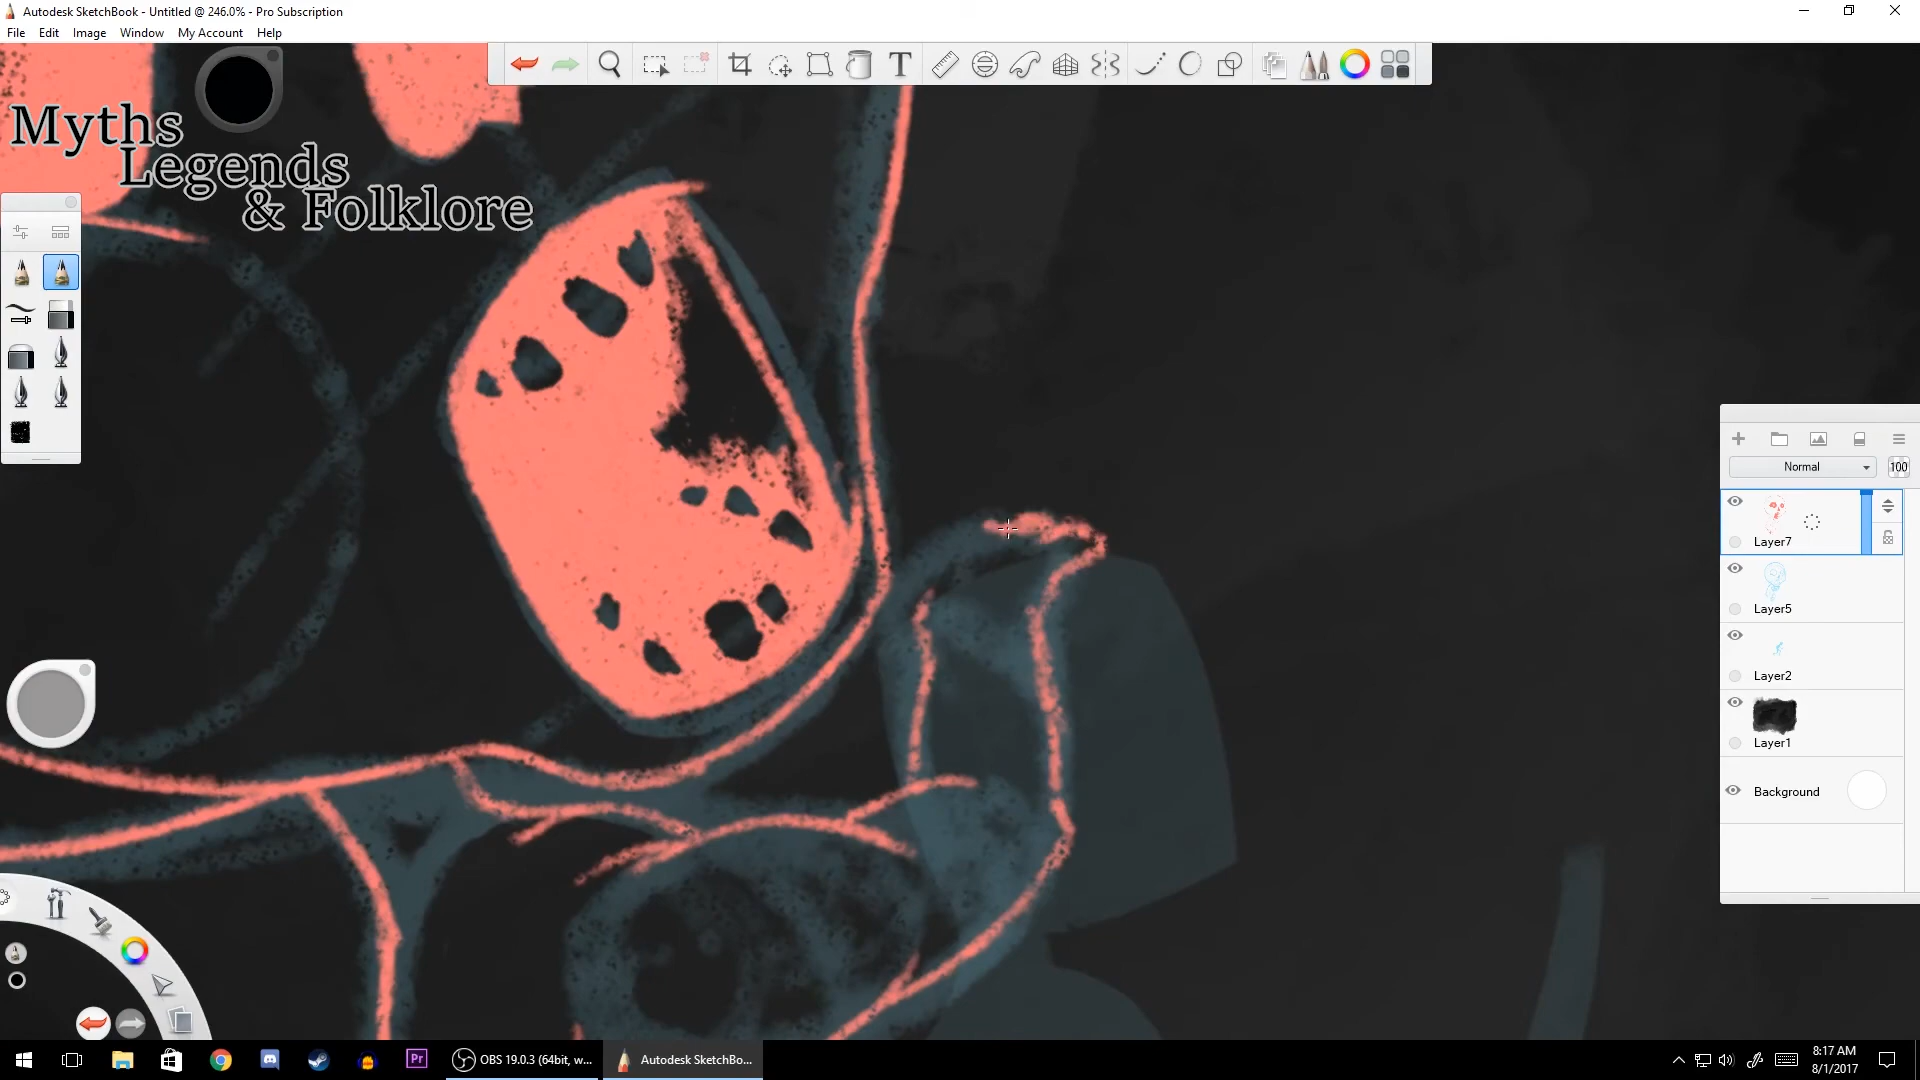 Autodesk SketchBook - Untitled @ 246.0% - Pro Subscription
File Edit Image Window My Account Help
T
Myths
Legends
& Folklore
Normal 100
Layer7
Layer5
Layer2
Layer1
Background
Pr
OBS 19.0.3 (64bit, w...
Autodesk SketchBo...
8:17 AM
8/1/2017